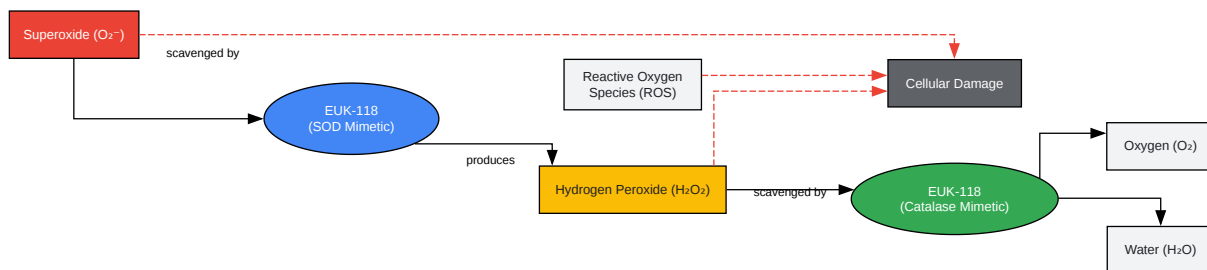 Superoxide (O₂⁻)
scavenged by
Reactive Oxygen
Species (ROS)
Cellular Damage
EUK-118
(SOD Mimetic)
produces
Oxygen (O₂)
Hydrogen Peroxide (H₂O₂)
scavenged by
EUK-118
(Catalase Mimetic)
Water (H₂O)